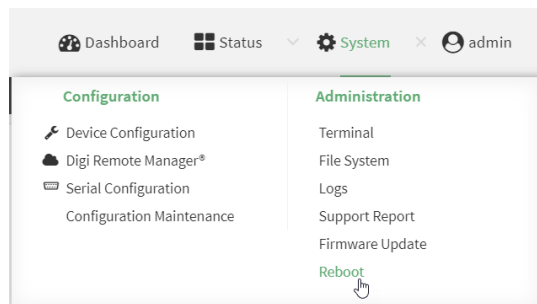 Dashboard Status System admin
Configuration
Device Configuration
Digi Remote Manager®
Serial Configuration
Configuration Maintenance
Administration
Terminal
File System
Logs
Support Report
Firmware Update
Reboot